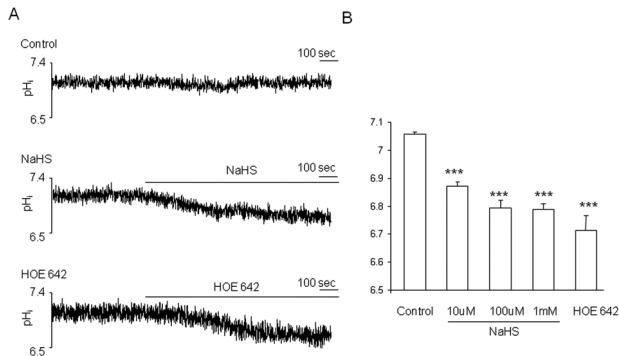 A
Control
100 sec
7.4
pHi
6.5
NaHS
7.4
NaHS
100 sec
pHi
6.5
HOE 642
7.4
HOE 642
100 sec
pHi
6.5
B
7.1
7
6.9
6.8
6.7
6.6
6.5
***
***
***
***
Control 10uM 100uM 1mM HOE 642
NaHS